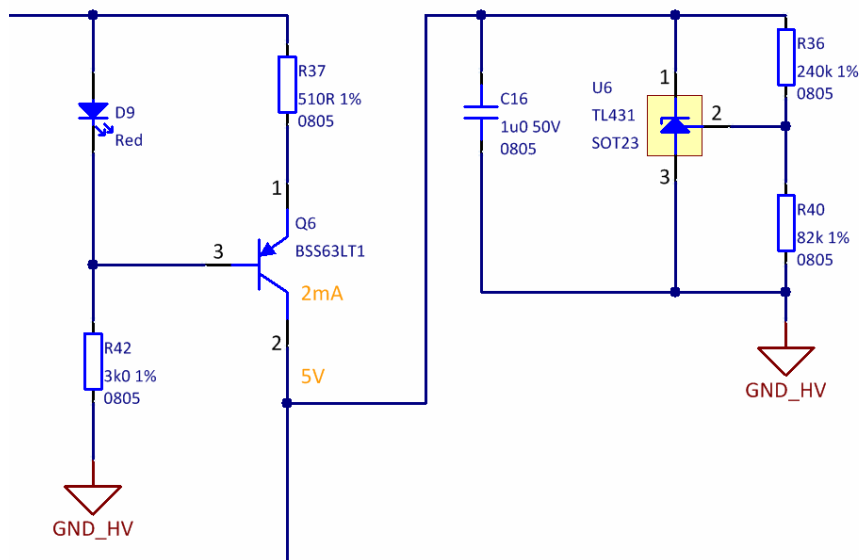 R37
510R 1%
0805
D9
Red
1
Q6
BSS63LT1
3
2mA
2
5V
R42
3k0 1%
0805
GND_HV
C16
1u0 50V
0805
U6
TL431
SOT23
1
2
3
R36
240k 1%
0805
R40
82k 1%
0805
GND_HV